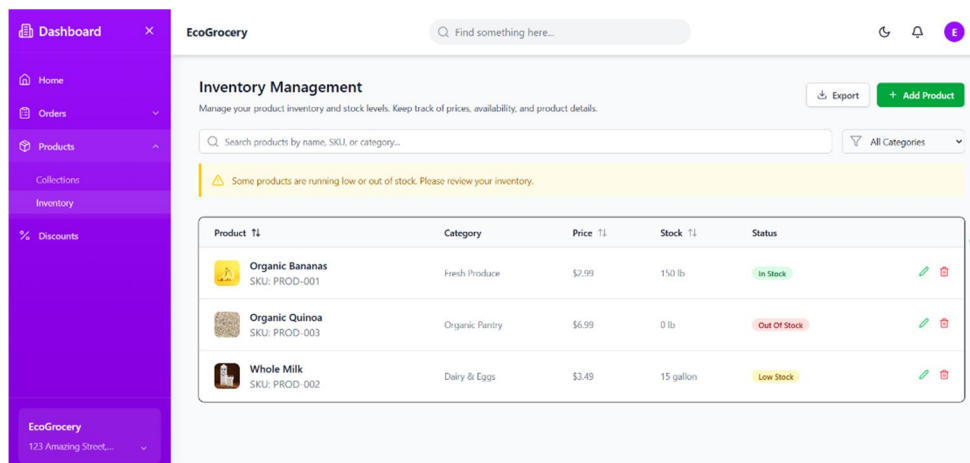 Dashboard
EcoGrocery
Find something here...
E
Home
Orders
Products
Collections
Inventory
Discounts
EcoGrocery
123 Amazing Street,...
Inventory Management
Manage your product inventory and stock levels. Keep track of prices, availability, and product details.
Export
+ Add Product
Search products by name, SKU, or category...
All Categories
Some products are running low or out of stock. Please review your inventory.
Product Category Price Stock Status
Organic Bananas
SKU: PROD-001
Fresh Produce $2.99 150 lb In Stock
Organic Quinoa
SKU: PROD-003
Organic Pantry $6.99 0 lb Out Of Stock
Whole Milk
SKU: PROD-002
Dairy & Eggs $3.49 15 gallon Low Stock